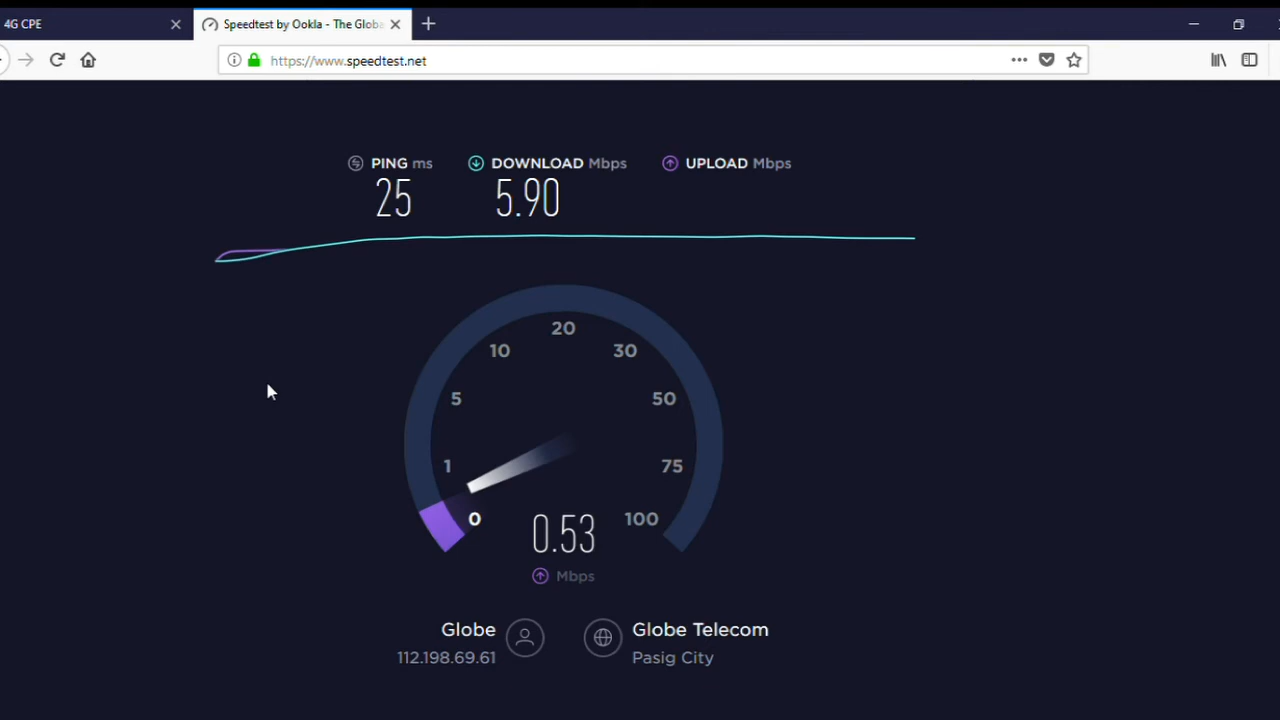 4G CPE
Speedtest by Ookla - The Globa
https://www.speedtest.net
PING ms
DOWNLOAD Mbps
UPLOAD Mbps
25
5.90
20
10
30
5
50
1
75
0
100
0.53
Mbps
Globe
112.198.69.61
Globe Telecom
Pasig City